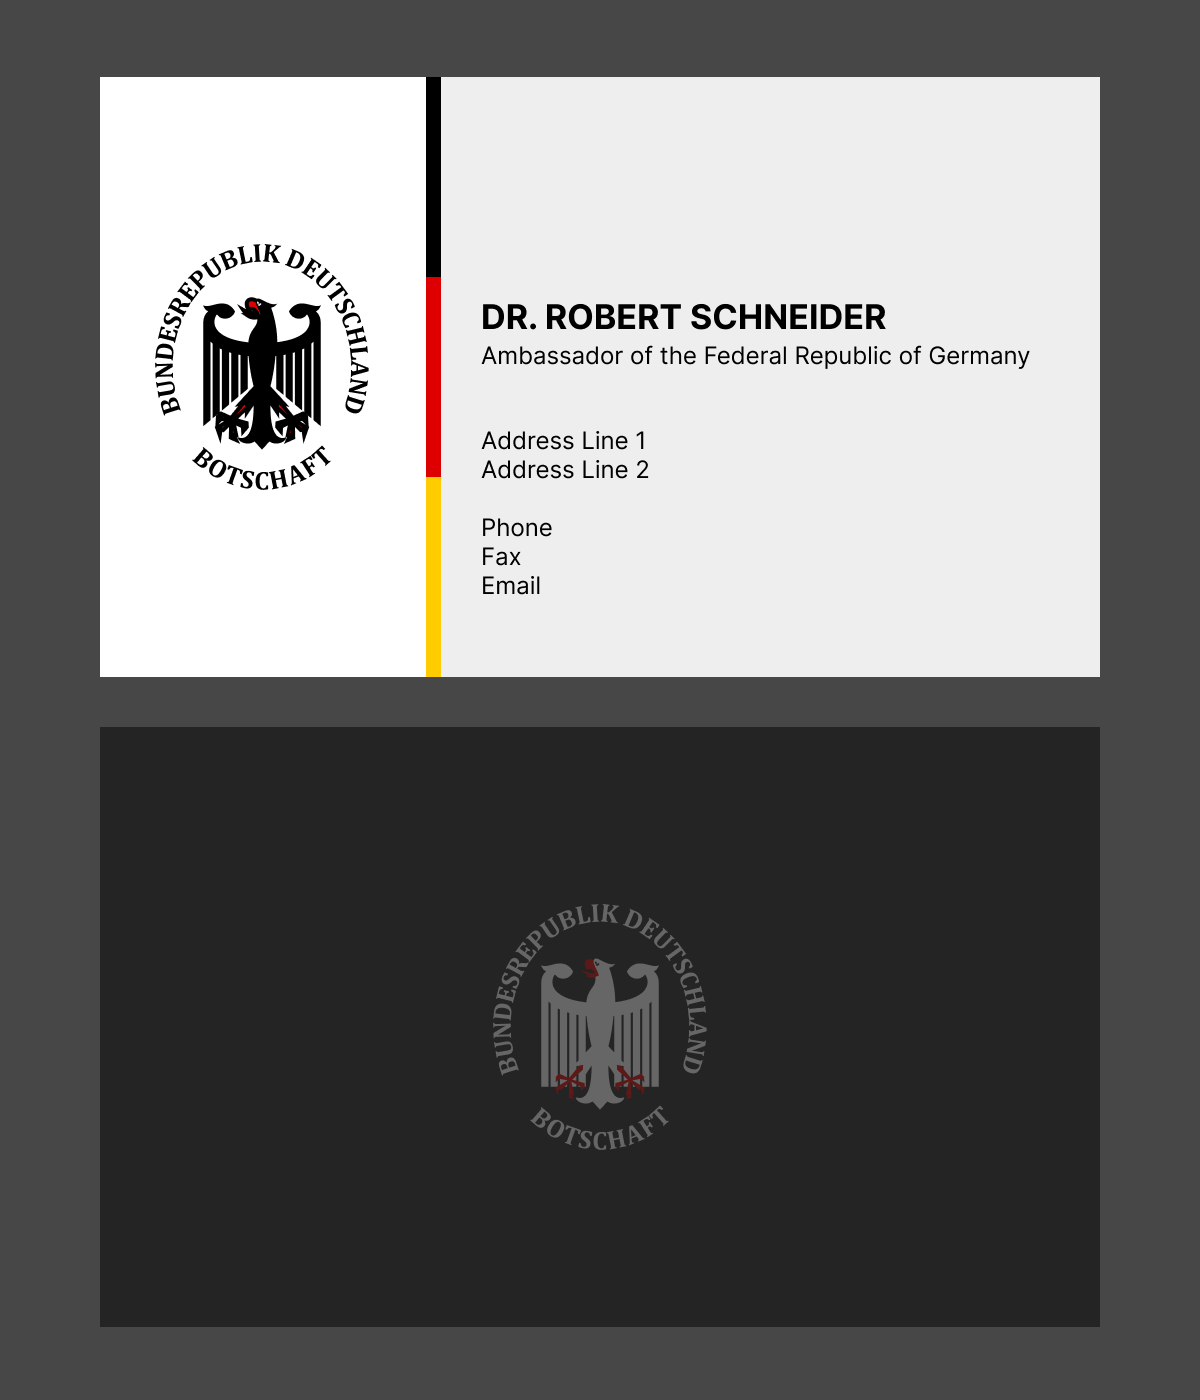 BUNDESREPUBLIK DEUTSCHLAND
BOTSCHAFT
DR. ROBERT SCHNEIDER
Ambassador of the Federal Republic of Germany
Address Line 1
Address Line 2
Phone
Fax
Email
BUNDESREPUBLIK DEUTSCHLAND
BOTSCHAFT